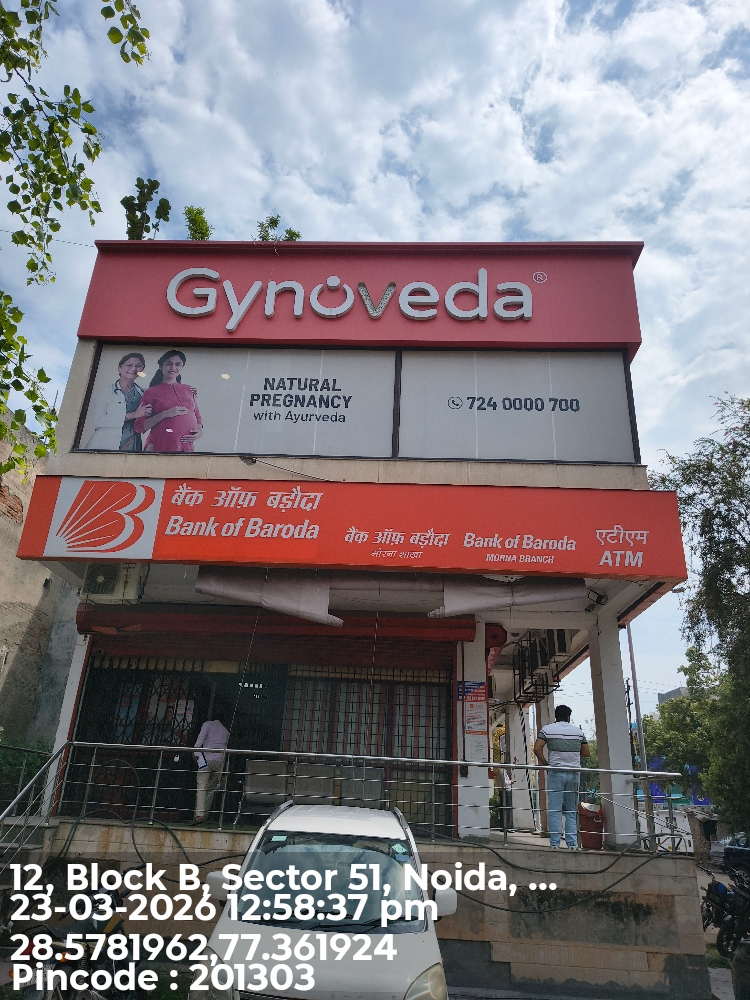 Gynoveda®
NATURAL
PREGNANCY
with Ayurveda
724 0000 700
बैंक ऑफ़ बड़ौदा
Bank of Baroda
बैंक ऑफ़ बड़ौदा
मोरना शाखा
Bank of Baroda
MORNA BRANCH
एटीएम
ATM
12, Block B, Sector 51, Noida, ...
23-03-2026 12:58:37 pm
28.5781962,77.361924
Pincode : 201303